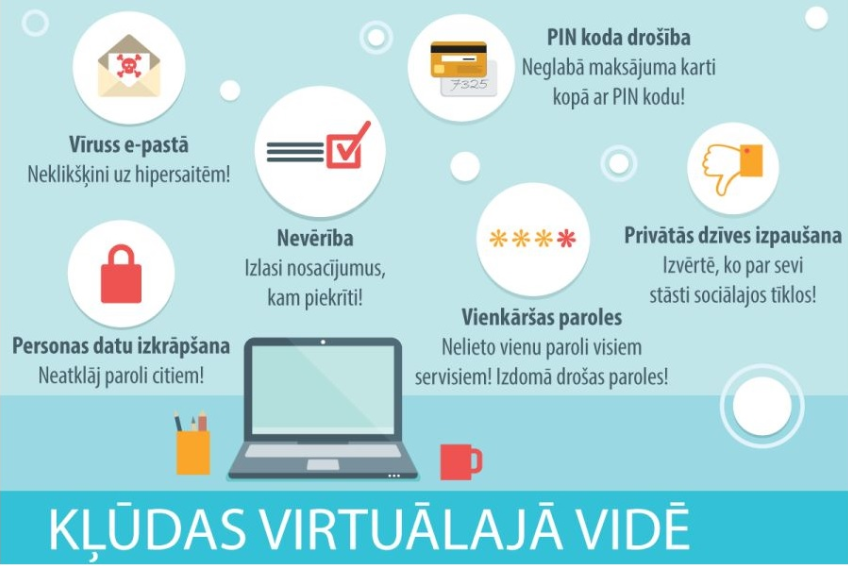 Vīruss e-pastā
Neklikšķini uz hipersaitēm!
Nevērība
Izlasi nosacījumus,
kam piekrīti!
7325
PIN koda drošība
Neglabā maksājuma karti
kopā ar PIN kodu!
Personas datu izkrāpšana
Neatklāj paroli citiem!
****
Vienkāršas paroles
Nelieto vienu paroli visiem
servisiem! Izdomā drošas paroles!
Privātās dzīves izpaušana
Izvērtē, ko par sevi
stāsti sociālajos tīklos!
KĻŪDAS VIRTUĀLAJĀ VIDĒ